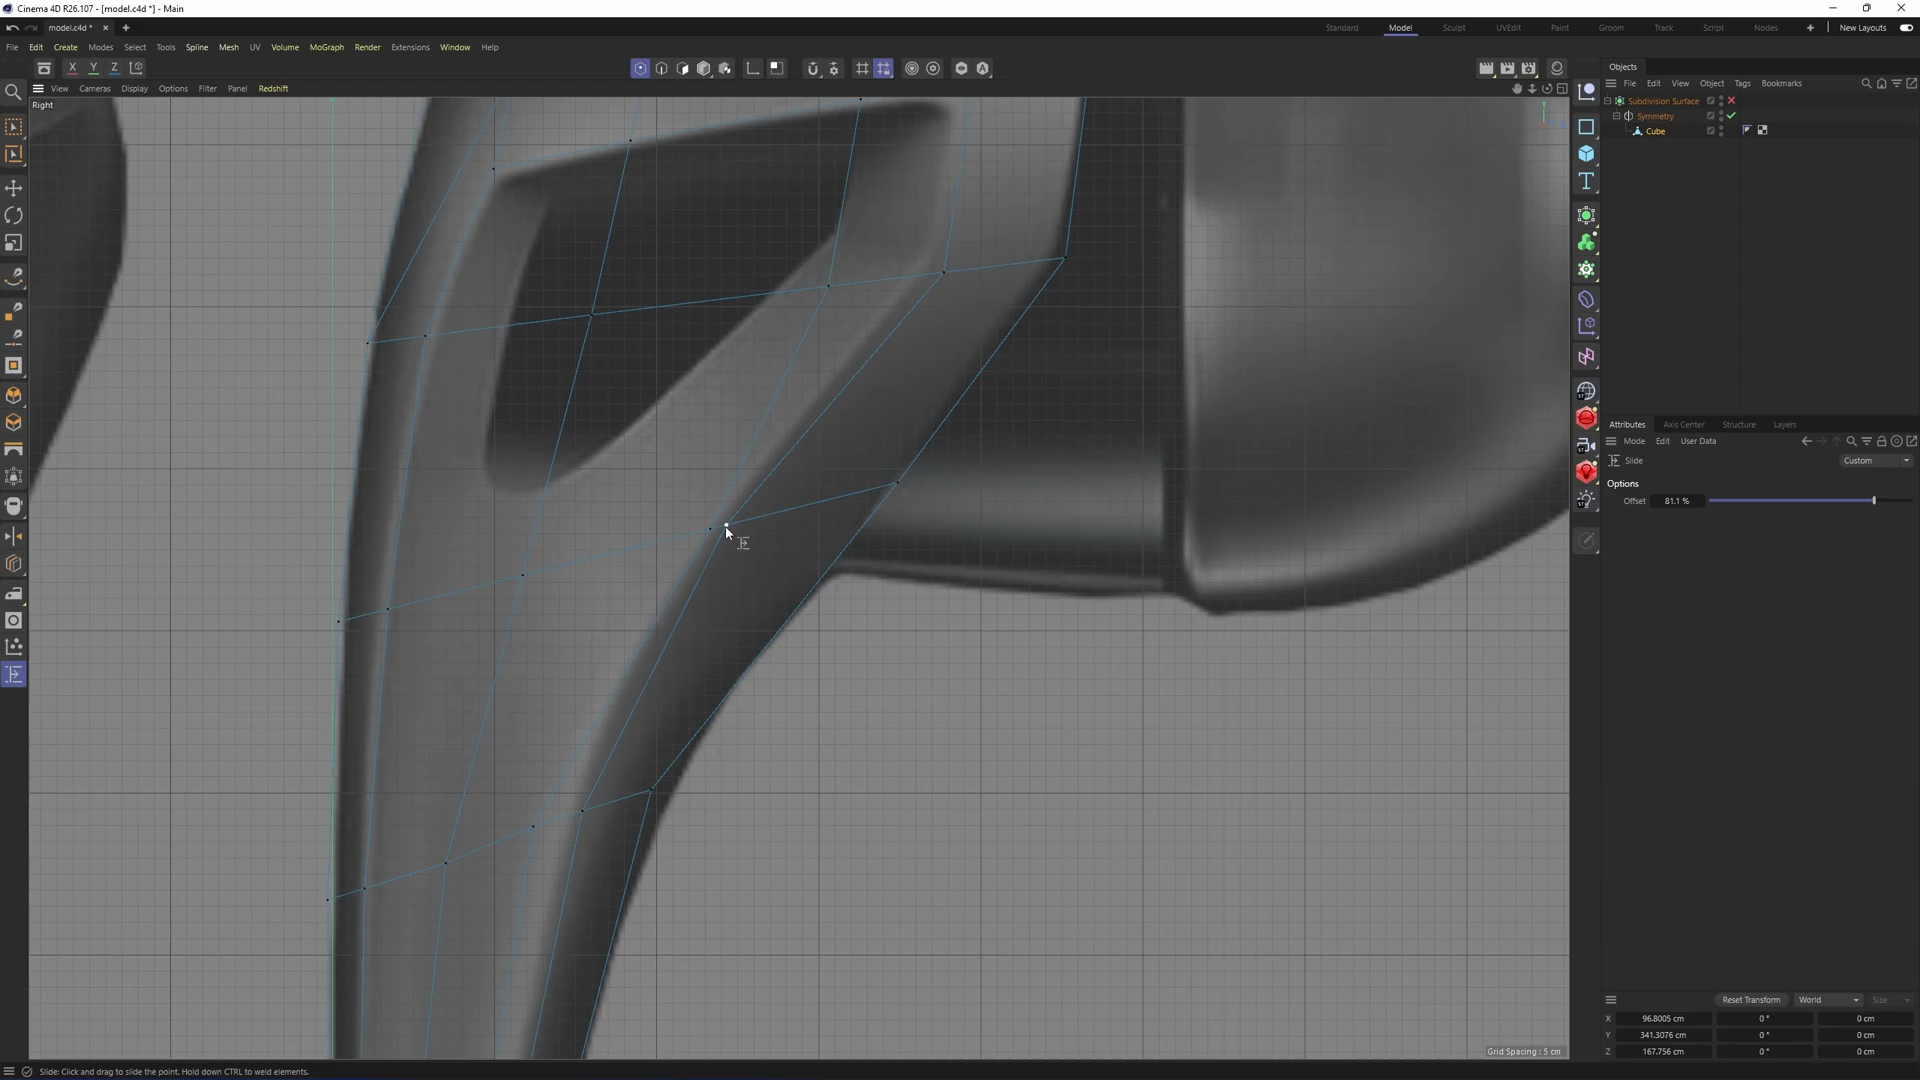 Cinema 4D R26.107 - [model.c4d *] - Main
model.c4d *
Standard Model Sculpt UVEdit Paint Groom Track Script Nodes New Layouts
File Edit Create Modes Select Tools Spline Mesh UV Volume MoGraph Render Extensions Window Help
X Y Z
View Cameras Display Options Filter Panel Redshift
Right
Y
Grid Spacing : 5 cm
Objects
File Edit View Object Tags Bookmarks
Subdivision Surface
Symmetry
Cube
Attributes Axis Center Structure Layers
Mode Edit User Data
Slide Custom
Options
Offset 81.1 %
Reset Transform World Size
X 96.8005 cm 0 ° 0 cm
Y 341.3076 cm 0 ° 0 cm
Z 167.756 cm 0 ° 0 cm
Slide: Click and drag to slide the point. Hold down CTRL to weld elements.